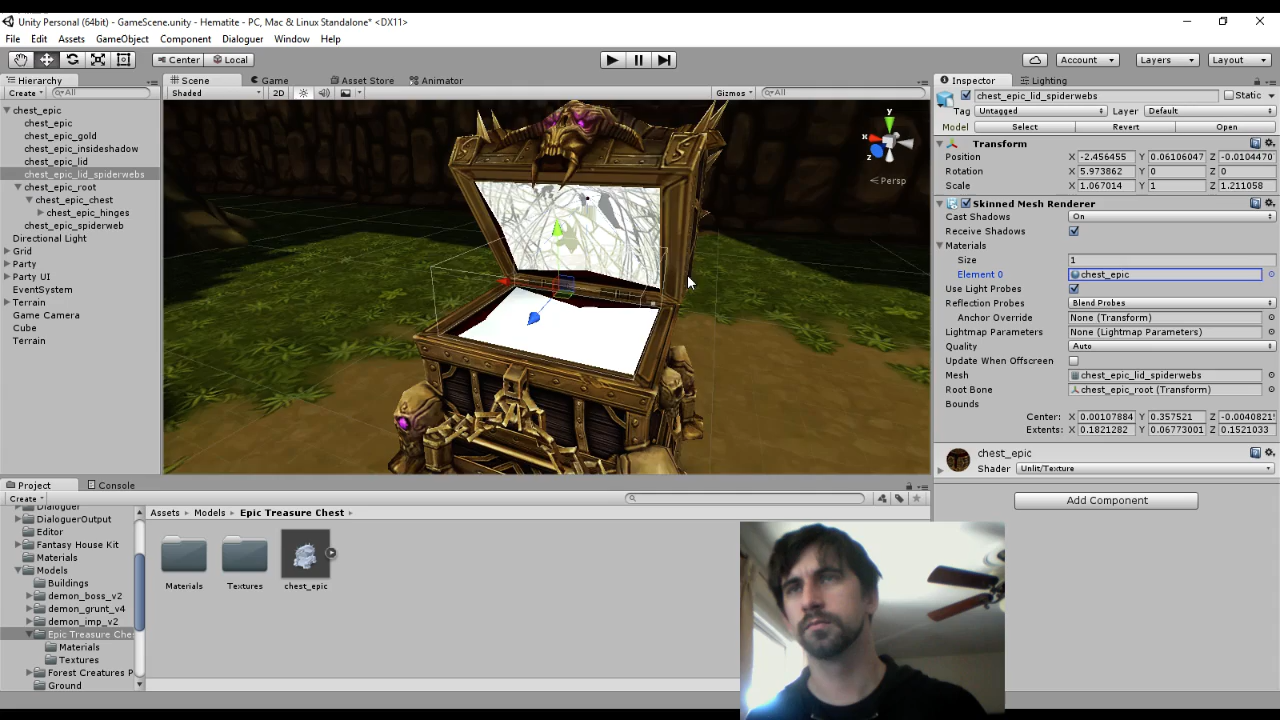 Unity Personal (64bit) - GameScene.unity - Hematite - PC, Mac & Linux Standalone* <DX11>
File Edit Assets GameObject Component Dialoguer Window Help
Center Local Account Layers Layout
Hierarchy Scene Game Asset Store Animator Inspector Lighting
Create All Shaded 2D Gizmos All chest_epic_lid_spiderwebs Static
Tag Untagged Layer Default
Model Select Revert Open
chest_epic
chest_epic
chest_epic_gold
chest_epic_insideshadow
chest_epic_lid
chest_epic_lid_spiderwebs
chest_epic_root
chest_epic_chest
chest_epic_hinges
chest_epic_spiderweb
Directional Light
Grid
Party
Party UI
EventSystem
Terrain
Game Camera
Cube
Terrain
y
x
z
Persp
Transform
Position X -2.456455 Y 0.06106047 Z -0.0104470
Rotation X 5.973862 Y 0 Z 0
Scale X 1.067014 Y 1 Z 1.211058
Skinned Mesh Renderer
Cast Shadows On
Receive Shadows
Materials
Size 1
Element 0 chest_epic
Use Light Probes
Reflection Probes Blend Probes
Anchor Override None (Transform)
Lightmap Parameters None (Lightmap Parameters)
Quality Auto
Update When Offscreen
Mesh chest_epic_lid_spiderwebs
Root Bone chest_epic_root (Transform)
Bounds
Center: X 0.00107884 Y 0.357521 Z -0.0040821
Extents: X 0.1821282 Y 0.06773001 Z 0.1521033
chest_epic
Shader Unlit/Texture
Add Component
Project Console
Create
Dialoguer
DialoguerOutput
Editor
Fantasy House Kit
Materials
Models
Buildings
demon_boss_v2
demon_grunt_v4
demon_imp_v2
Epic Treasure Ches
Materials
Textures
Forest Creatures P
Ground
Assets Models Epic Treasure Chest
Materials Textures chest_epic